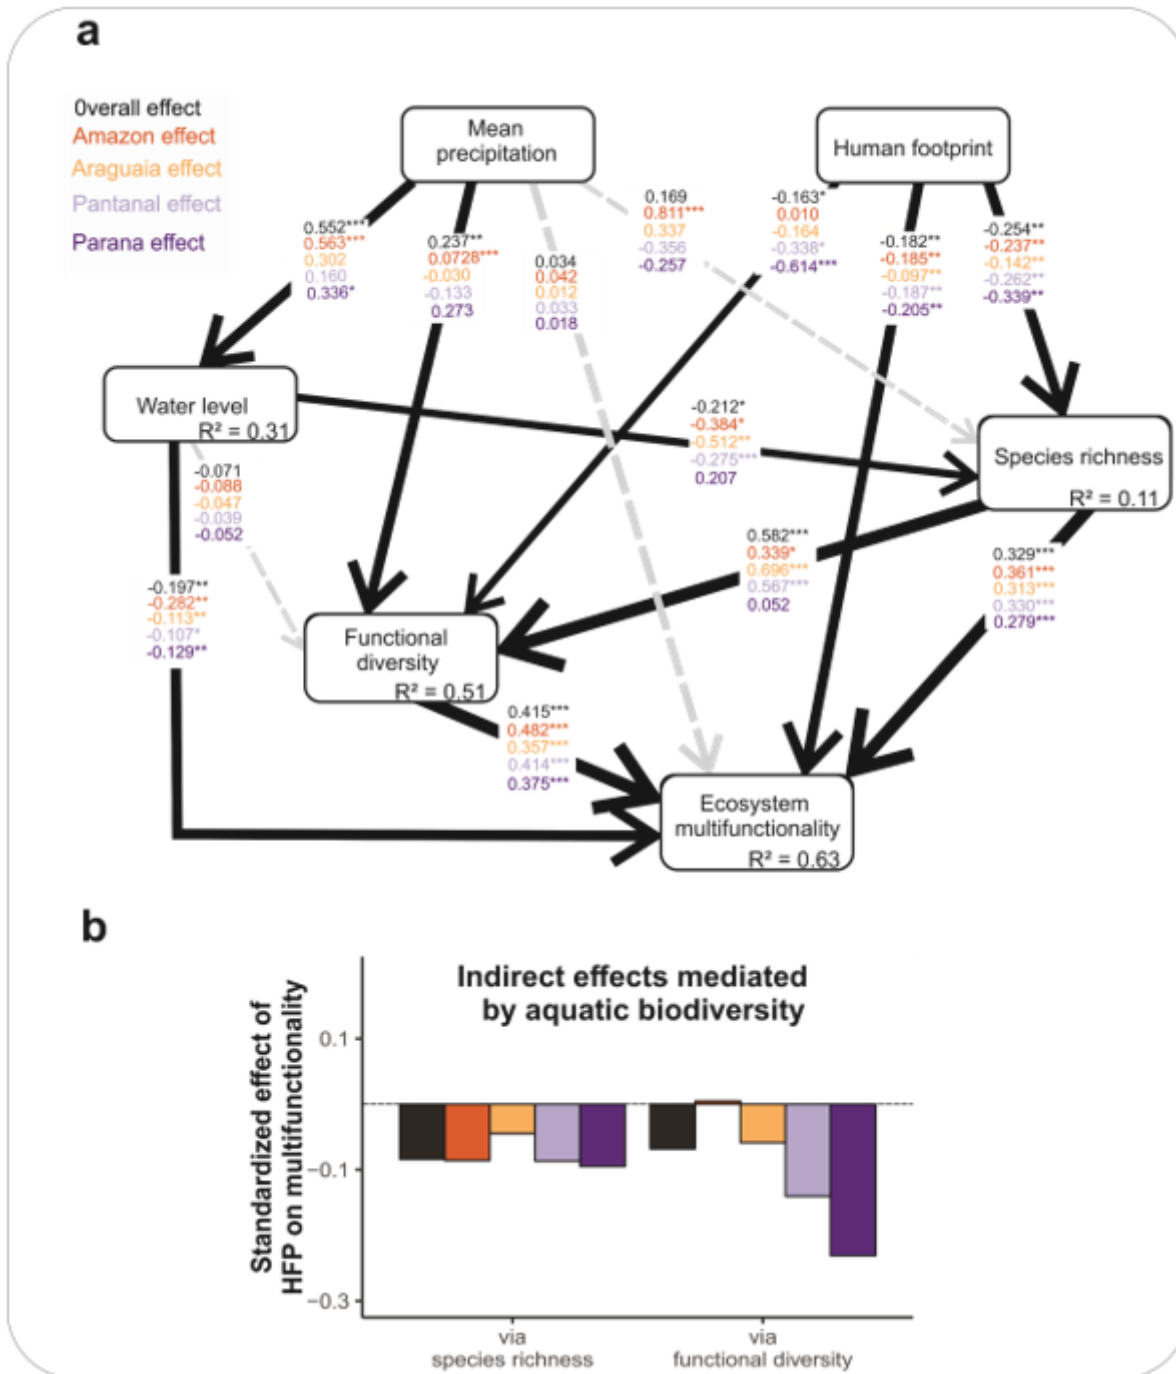 a
0verall effect
Amazon effect
Araguaia effect
Pantanal effect
Parana effect
Mean
precipitation
Human footprint
0.552***
0.563***
0.302
0.160
0.336*
0.237**
0.0728***
-0.030
-0.133
0.273
0.034
0.042
0.012
0.033
0.018
0.169
0.811***
0.337
-0.356
-0.257
-0.163*
0.010
-0.164
-0.338*
-0.614***
-0.182**
-0.185**
-0.097**
-0.187**
-0.205**
-0.254**
-0.237**
-0.142**
-0.262**
-0.339**
Water level
R² = 0.31
-0.212*
-0.384*
-0.512**
-0.275***
0.207
Species richness
R² = 0.11
-0.071
-0.088
-0.047
-0.039
-0.052
-0.197**
-0.282**
-0.113**
-0.107*
-0.129**
0.582***
0.339*
0.696***
0.567***
0.052
0.329***
0.361***
0.313***
0.330***
0.279***
Functional
diversity
R² = 0.51
0.415***
0.482***
0.357***
0.414***
0.375***
Ecosystem
multifunctionality
R² = 0.63
b
Indirect effects mediated
by aquatic biodiversity
Standardized effect of
HFP on multifunctionality
0.1
−0.1
−0.3
via
species richness
via
functional diversity